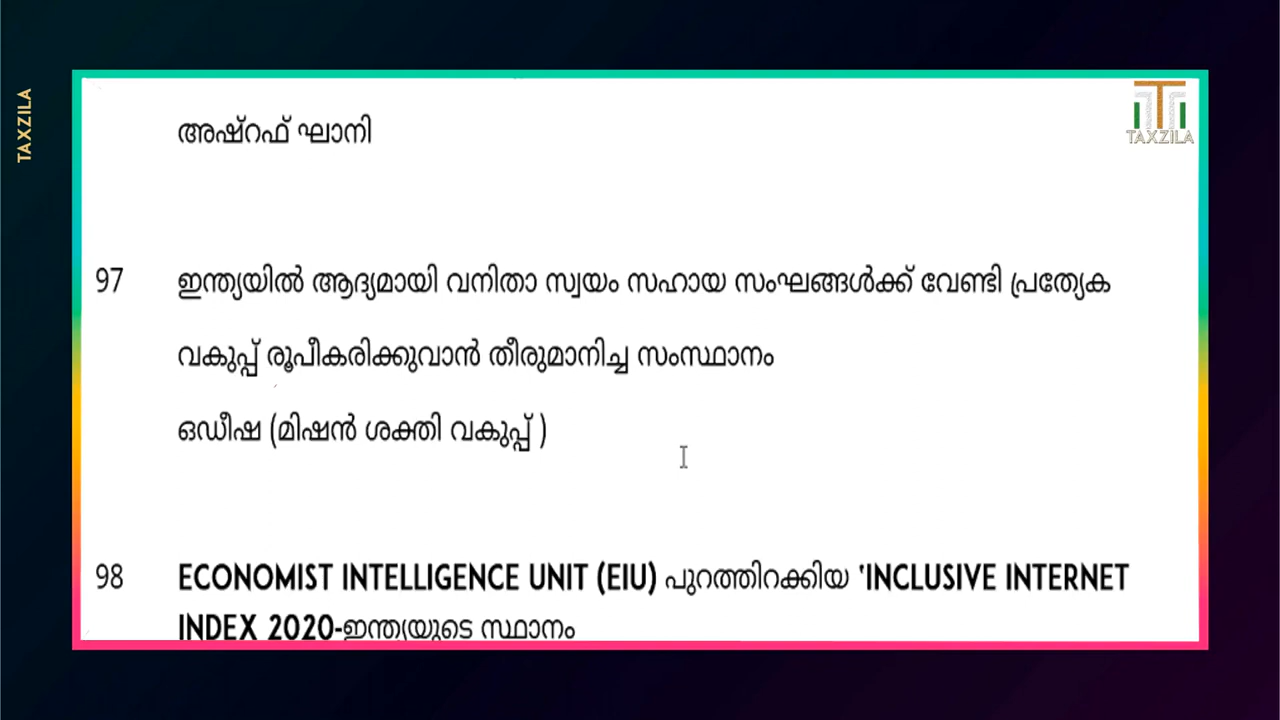 TAXZILA
TAXZILA
അഷ്റഫ് ഘാനി
97 ഇന്ത്യയിൽ ആദ്യമായി വനിതാ സ്വയം സഹായ സംഘങ്ങൾക്ക് വേണ്ടി പ്രത്യേക
വകുപ്പ് രൂപീകരിക്കുവാൻ തീരുമാനിച്ച സംസ്ഥാനം
ഒഡീഷ (മിഷൻ ശക്തി വകുപ്പ് )
98 ECONOMIST INTELLIGENCE UNIT (EIU) പുറത്തിറക്കിയ 'INCLUSIVE INTERNET
INDEX 2020-ഇന്ത്യയുടെ സ്ഥാനം